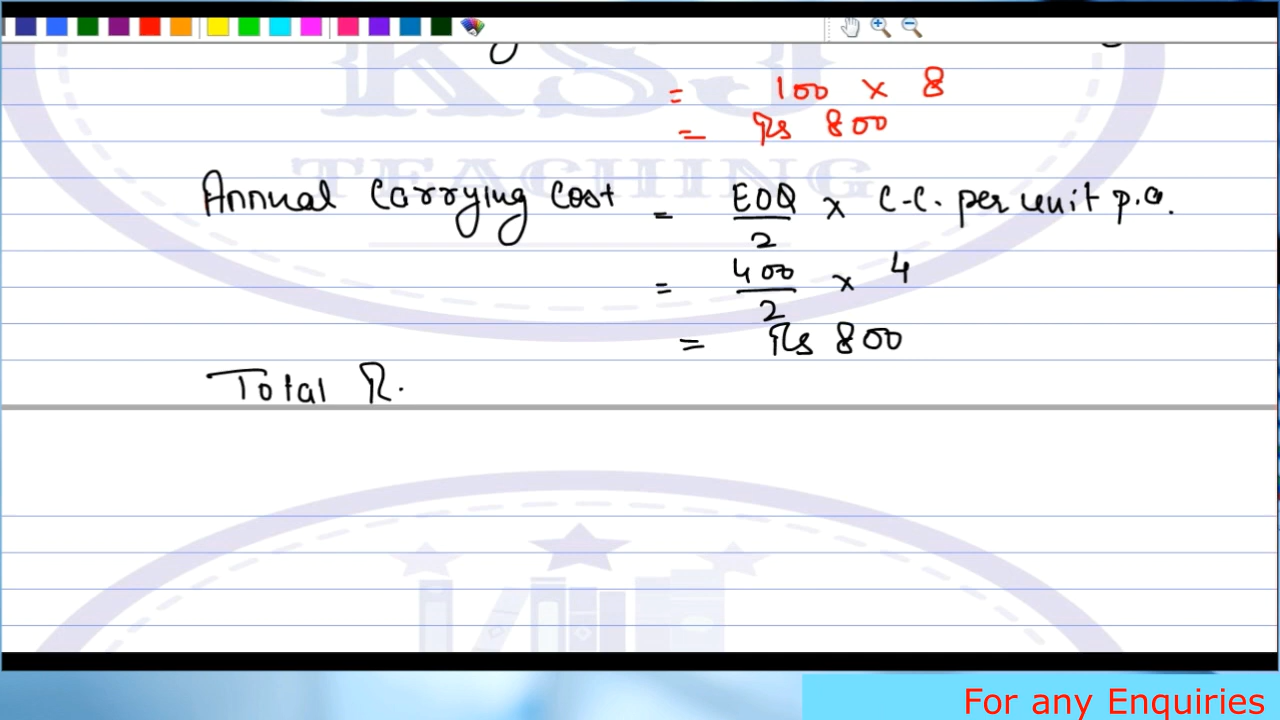 = 100 × 8
= Rs 800
TEACHING
Annual Carrying Cost = EOQ/2 × C.C. per unit p.a.
= 400/2 × 4
= Rs 800
Total R.
For any Enquiries